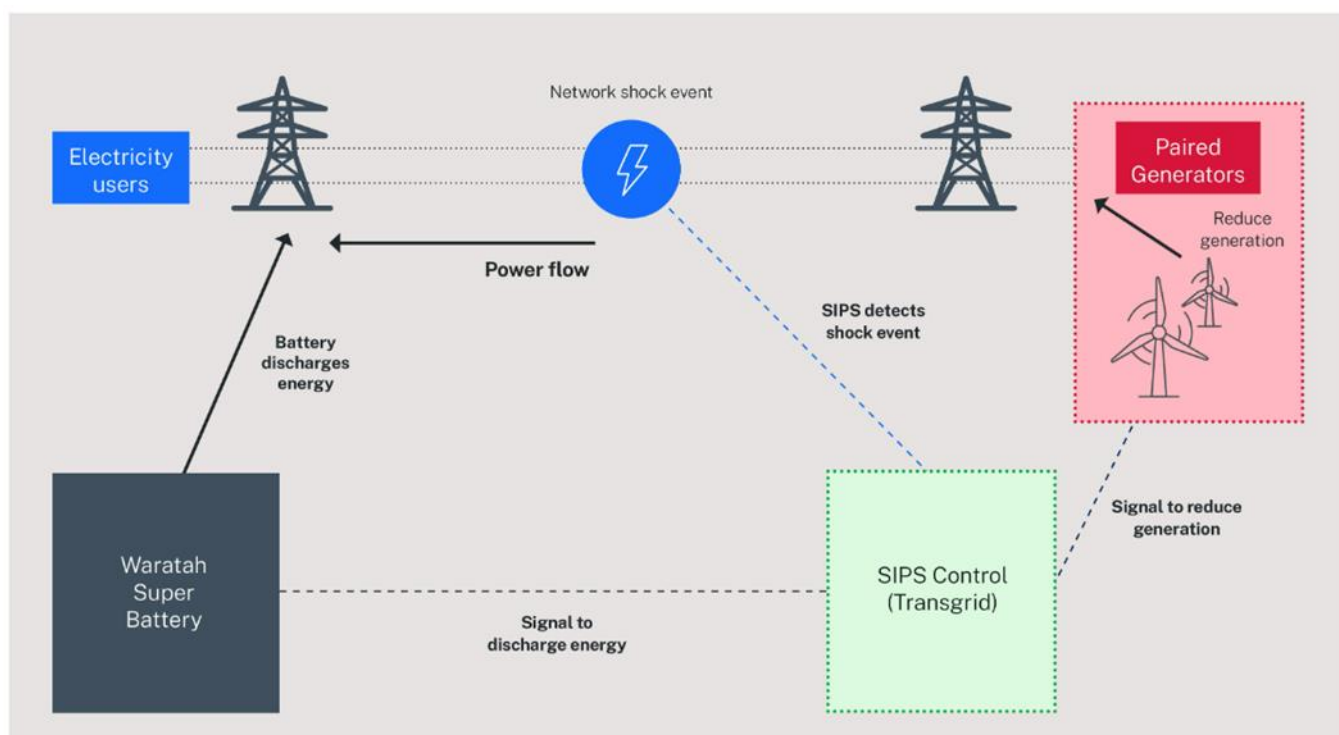 Network shock event
Electricity
users
Paired
Generators
Reduce
generation
Power flow
SIPS detects
shock event
Battery
discharges
energy
Signal to reduce
generation
Waratah
Super
Battery
SIPS Control
(Transgrid)
Signal to
discharge energy